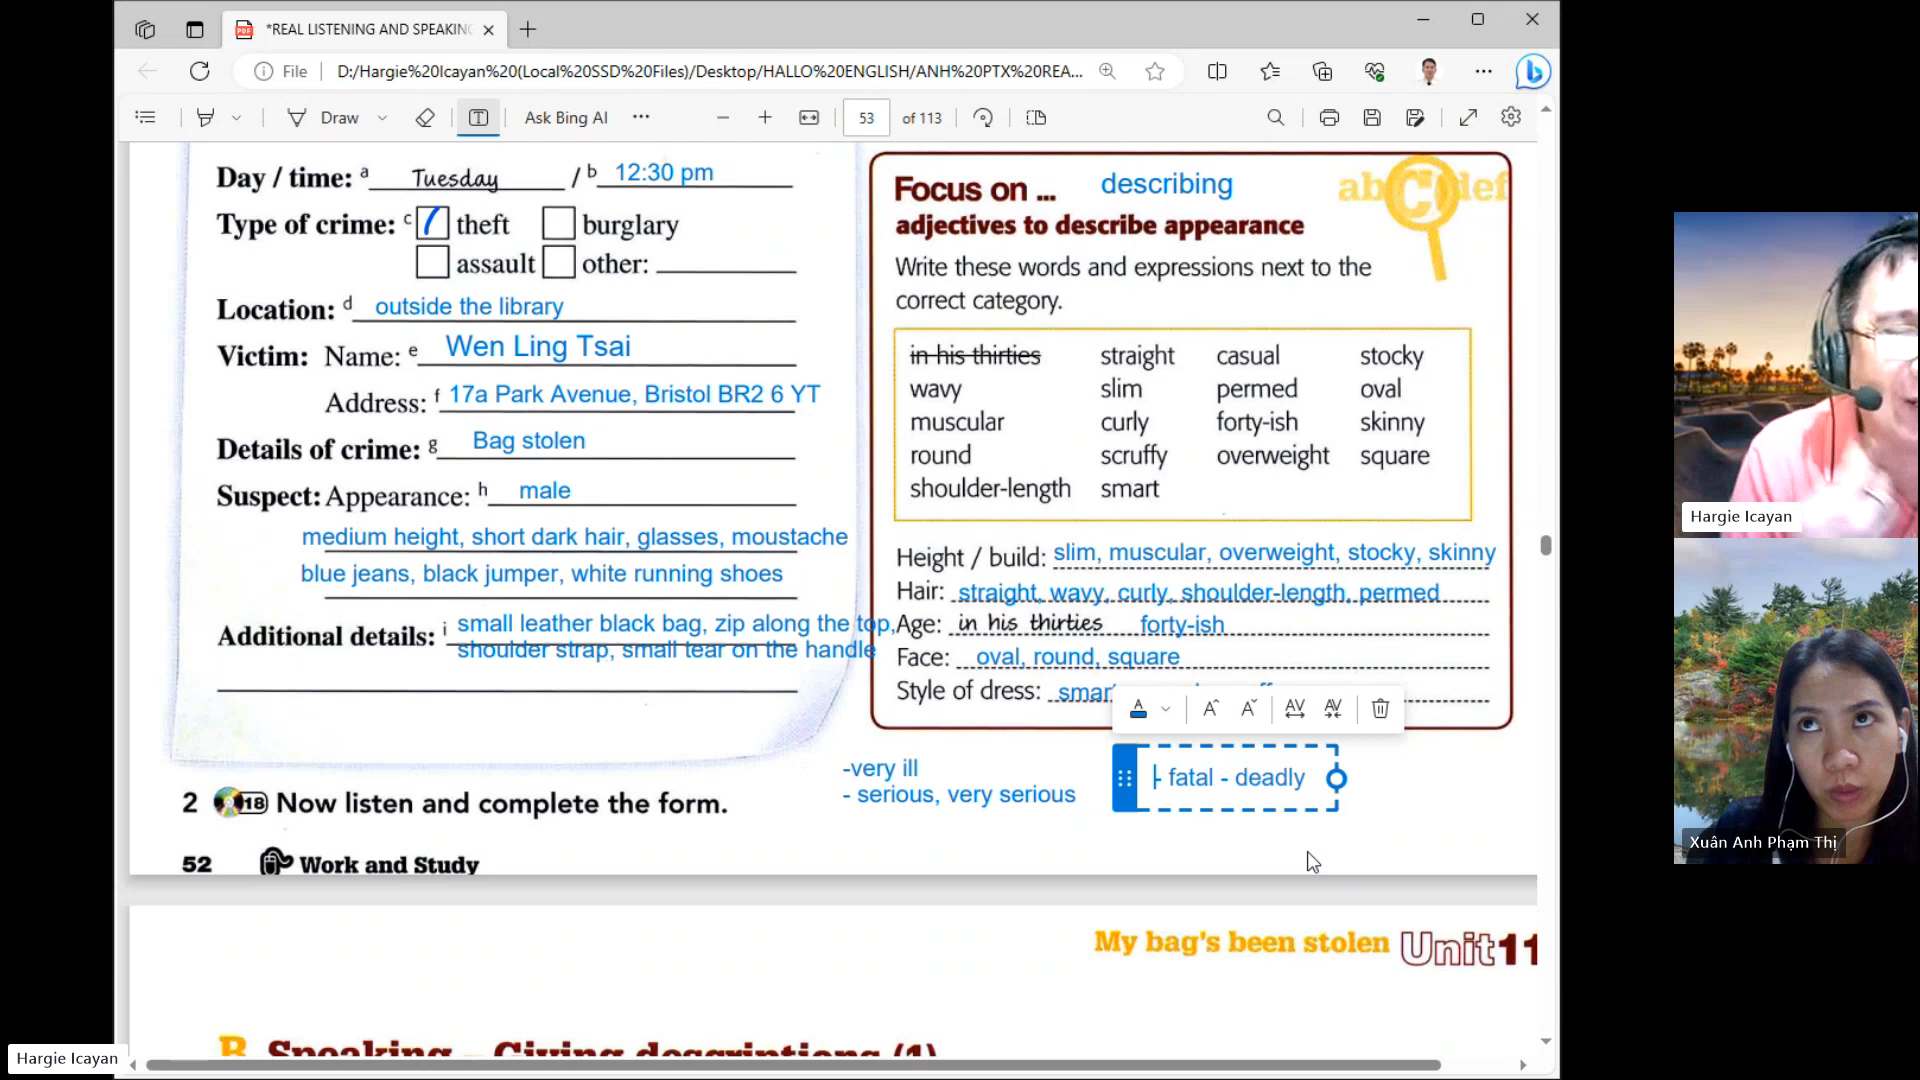 *REAL LISTENING AND SPEAKING
File
D:/Hargie%20Icayan%20(Local%20SSD%20Files)/Desktop/HALLO%20ENGLISH/ANH%20PTX%20REA...
Draw
Ask Bing AI
53 of 113
Day / time: a Tuesday / b 12:30 pm
Type of crime: c theft burglary
assault other:
Location: d outside the library
Victim: Name: e Wen Ling Tsai
Address: f 17a Park Avenue, Bristol BR2 6 YT
Details of crime: g Bag stolen
Suspect: Appearance: h male
medium height, short dark hair, glasses, moustache
blue jeans, black jumper, white running shoes
Additional details: i small leather black bag, zip along the top,
shoulder strap, small tear on the handle
2 18 Now listen and complete the form.
52 Work and Study
Focus on ... describing
abCdef
adjectives to describe appearance
Write these words and expressions next to the
correct category.
in his thirties straight casual stocky
wavy slim permed oval
muscular curly forty-ish skinny
round scruffy overweight square
shoulder-length smart
Height / build: slim, muscular, overweight, stocky, skinny
Hair: straight, wavy, curly, shoulder-length, permed
Age: in his thirties forty-ish
Face: oval, round, square
Style of dress: smart
-very ill
- serious, very serious
- fatal - deadly
My bag's been stolen Unit 11
B Speaking – Giving descriptions (1)
Hargie Icayan
Xuân Anh Phạm Thị
Hargie Icayan